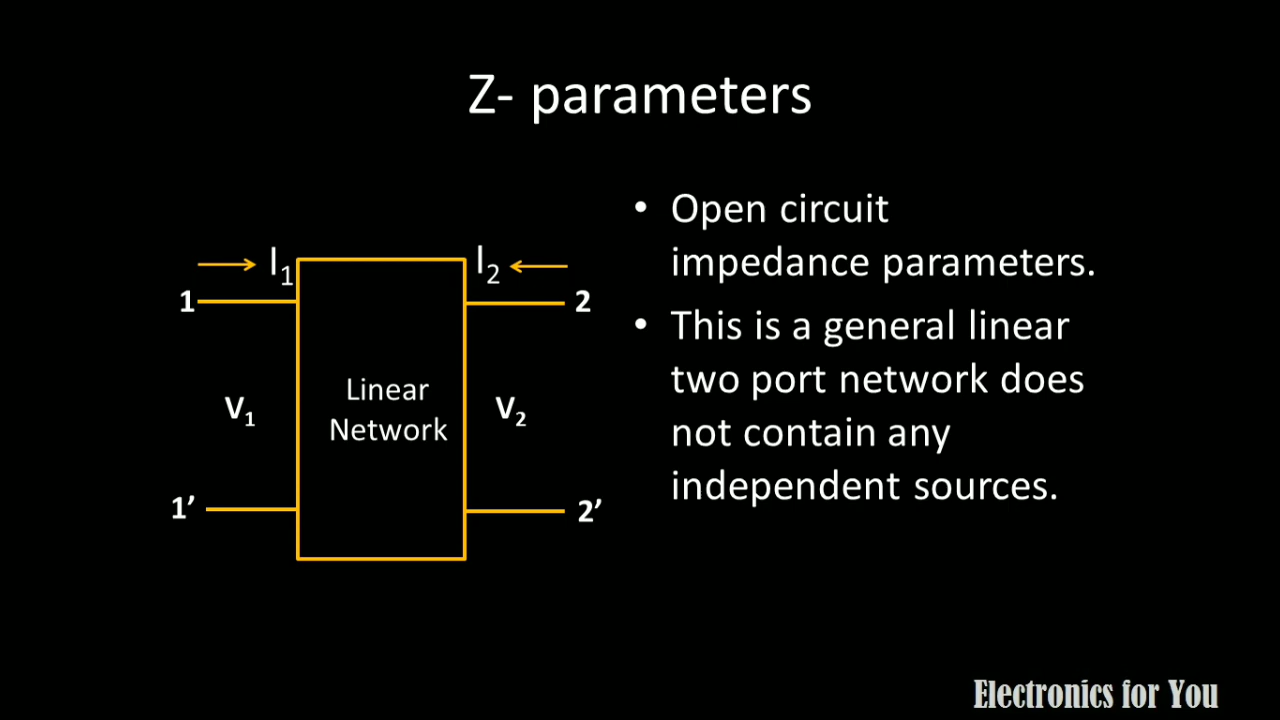 Z- parameters
I1
I2
1
2
V1
Linear
Network
V2
1’
2’
• Open circuit
impedance parameters.
• This is a general linear
two port network does
not contain any
independent sources.
Electronics for You